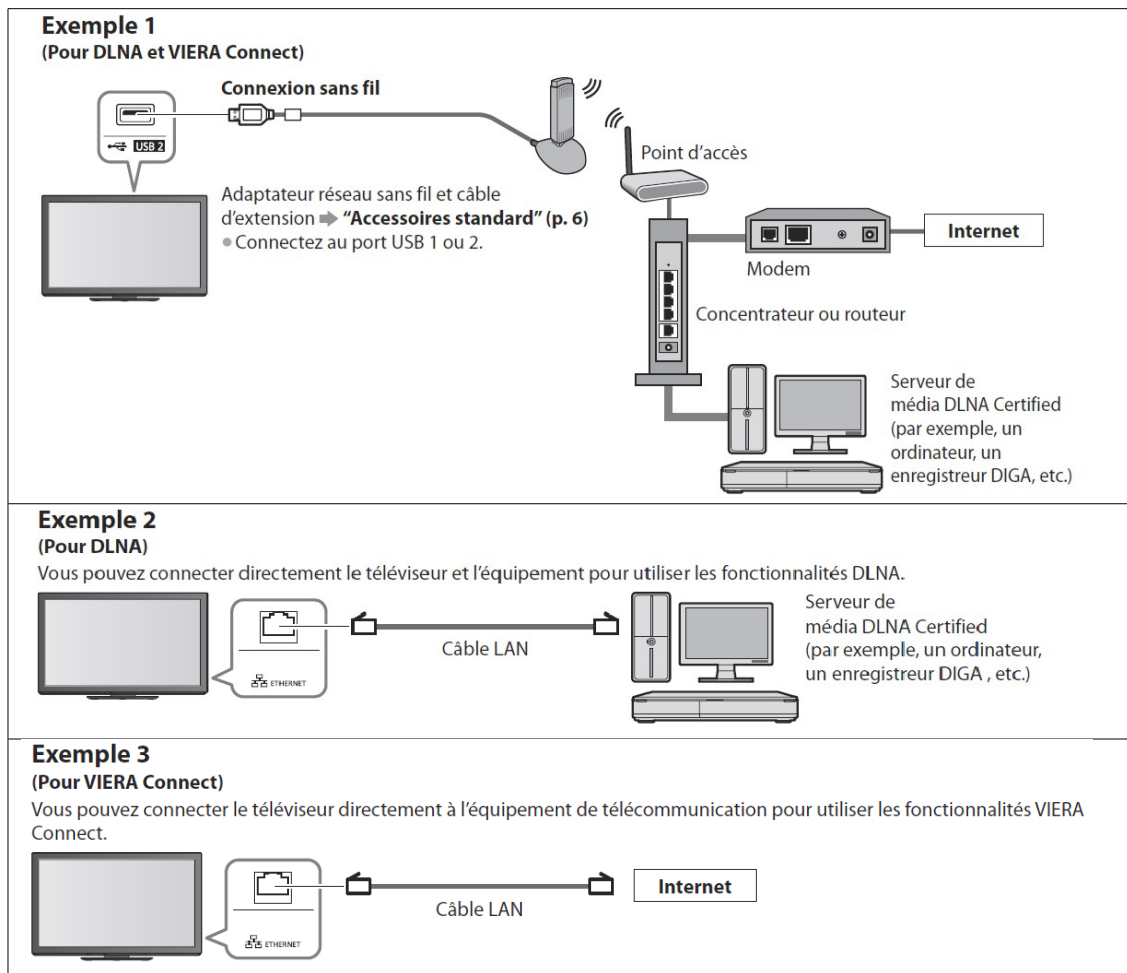 Exemple 1
(Pour DLNA et VIERA Connect)
Connexion sans fil
USB 2
Point d'accès
Adaptateur réseau sans fil et câble
d'extension ➡ “Accessoires standard” (p. 6)
● Connectez au port USB 1 ou 2.
Internet
Modem
Concentrateur ou routeur
Serveur de
média DLNA Certified
(par exemple, un
ordinateur, un
enregistreur DIGA, etc.)
Exemple 2
(Pour DLNA)
Vous pouvez connecter directement le téléviseur et l'équipement pour utiliser les fonctionnalités DLNA.
ETHERNET
Câble LAN
Serveur de
média DLNA Certified
(par exemple, un ordinateur,
un enregistreur DIGA , etc.)
Exemple 3
(Pour VIERA Connect)
Vous pouvez connecter le téléviseur directement à l'équipement de télécommunication pour utiliser les fonctionnalités VIERA
Connect.
ETHERNET
Câble LAN
Internet